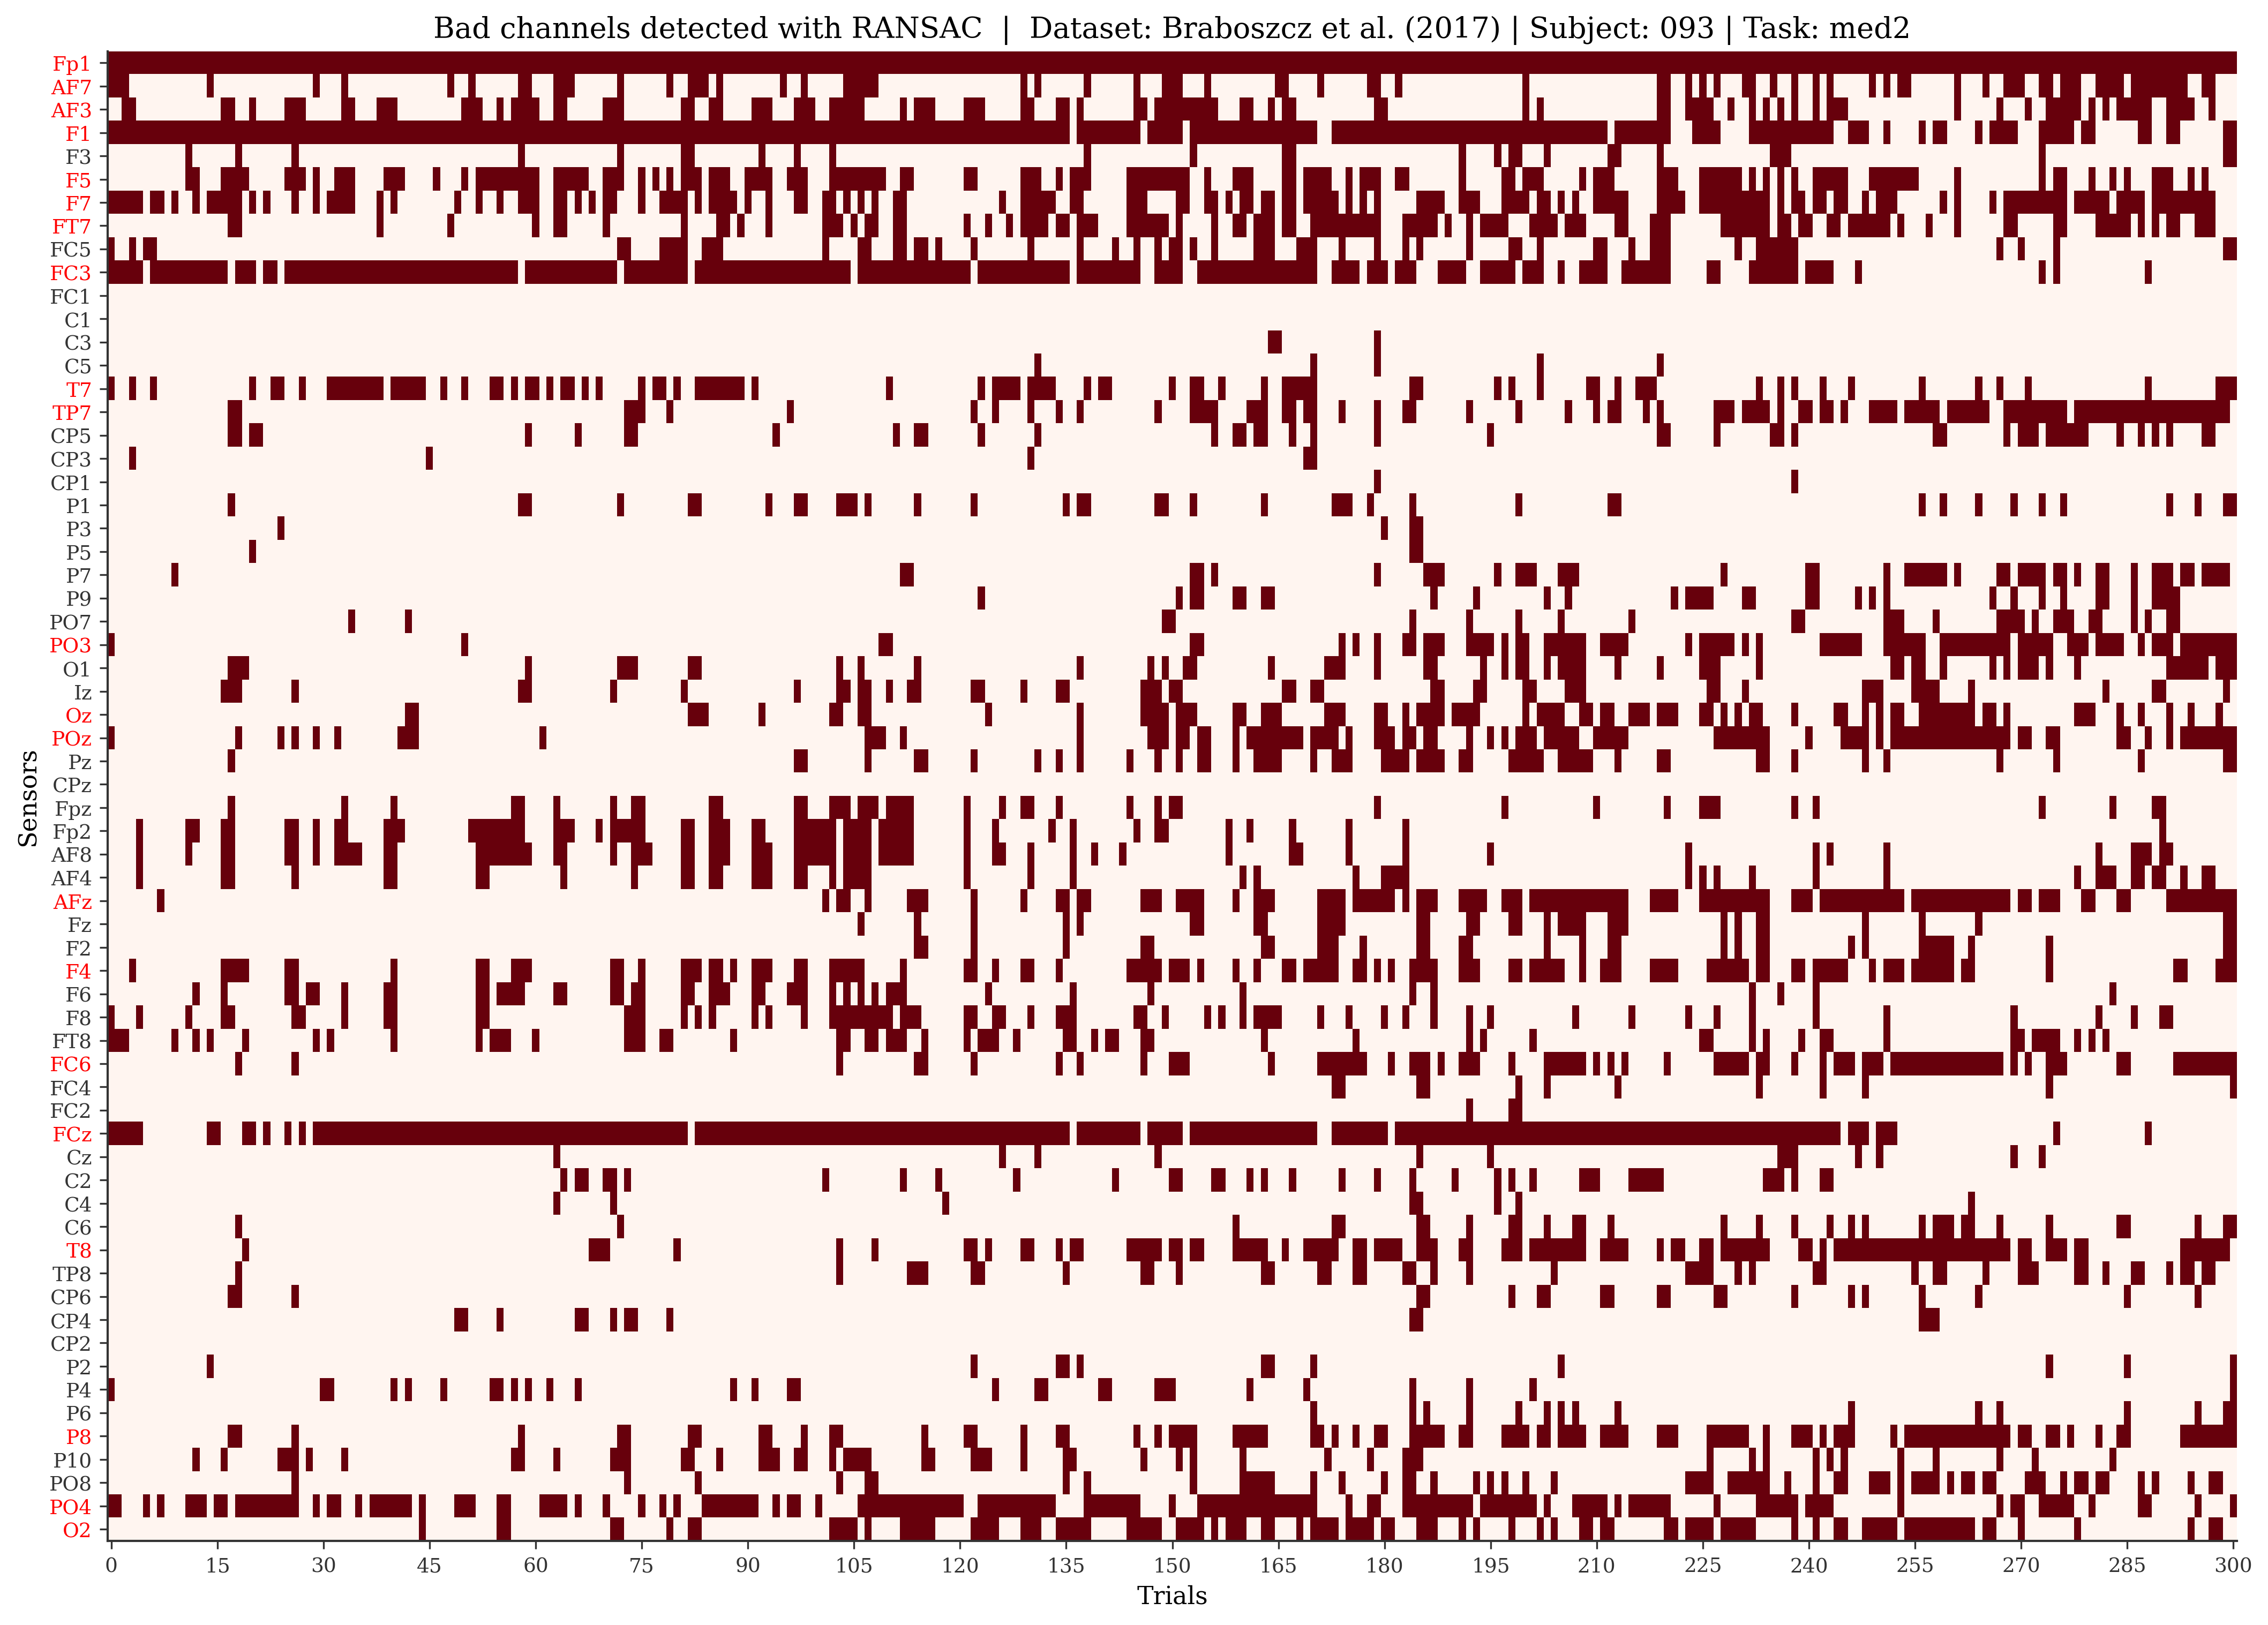 Bad channels detected with RANSAC | Dataset: Braboszcz et al. (2017) | Subject: 093 | Task: med2
Sensors
Fp1
AF7
AF3
F1
F3
F5
F7
FT7
FC5
FC3
FC1
C1
C3
C5
T7
TP7
CP5
CP3
CP1
P1
P3
P5
P7
P9
PO7
PO3
O1
Iz
Oz
POz
Pz
CPz
Fpz
Fp2
AF8
AF4
AFz
Fz
F2
F4
F6
F8
FT8
FC6
FC4
FC2
FCz
Cz
C2
C4
C6
T8
TP8
CP6
CP4
CP2
P2
P4
P6
P8
P10
PO8
PO4
O2
0 15 30 45 60 75 90 105 120 135 150 165 180 195 210 225 240 255 270 285 300
Trials